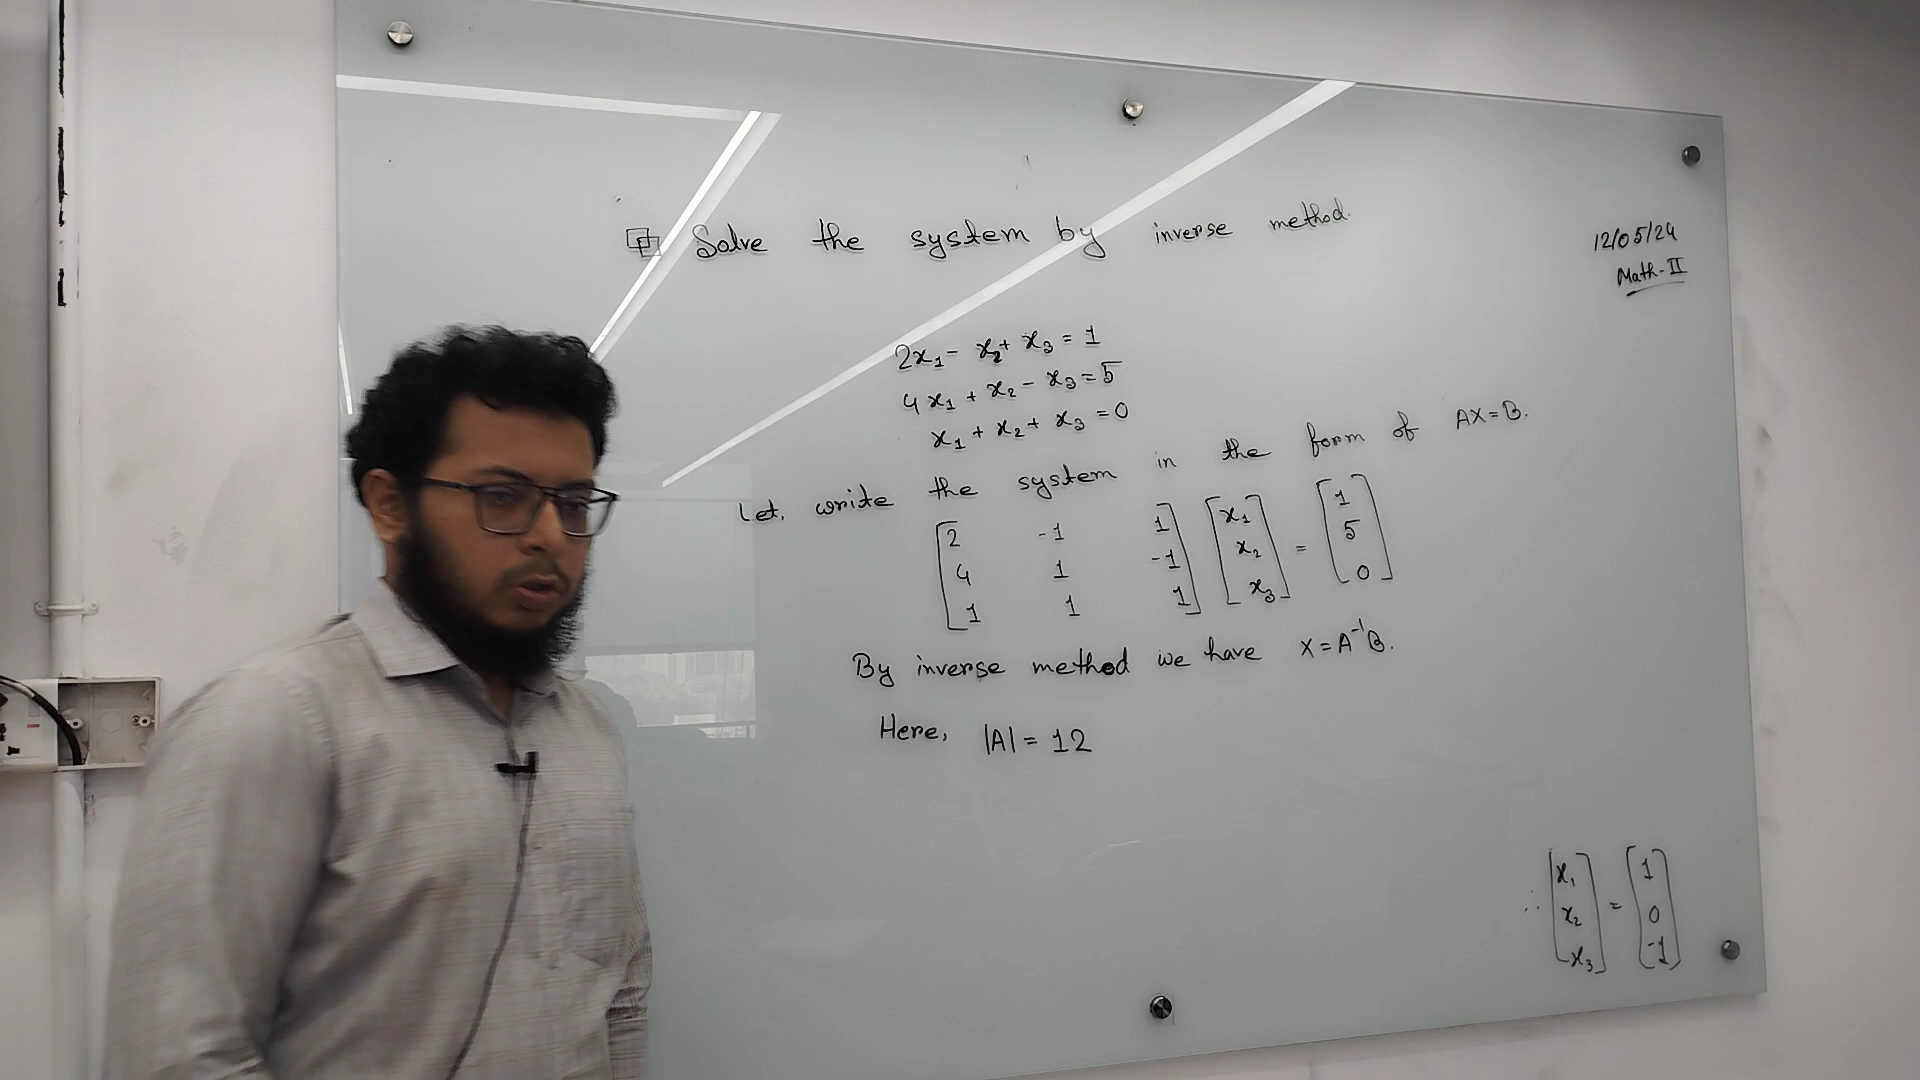 Solve the system by inverse method.
12/05/24
Math-II
2x₁ - x₂ + x₃ = 1
4x₁ + x₂ - x₃ = 5
x₁ + x₂ + x₃ = 0
Let, write the system in the form of AX=B.
[2 -1 1] [x₁] [1]
[4 1 -1] [x₂] = [5]
[1 1 1] [x₃] [0]
By inverse method we have X = A⁻¹B.
Here, |A| = 12
[x₁] [1]
∴ [x₂] = [0]
[x₃] [-1]